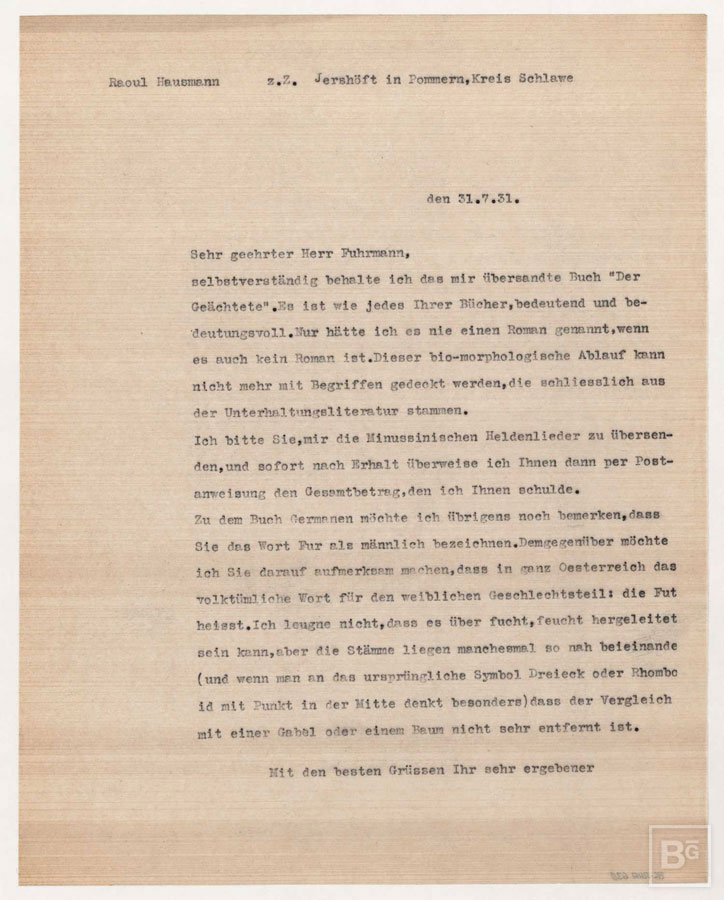 Raoul Hausmann z.Z. Jershöft in Pommern,Kreis Schlawe
den 31.7.31.
Sehr geehrter Herr Fuhrmann,
selbstverständig behalte ich das mir übersandte Buch "Der
Geächtete".Es ist wie jedes Ihrer Bücher,bedeutend und be-
deutungsvoll.Nur hätte ich es nie einen Roman genannt,wenn
es auch kein Roman ist.Dieser bio-morphologische Ablauf kann
nicht mehr mit Begriffen gedeckt werden,die schliesslich aus
der Unterhaltungsliteratur stammen.
Ich bitte Sie,mir die Minussinischen Heldenlieder zu übersen-
den,und sofort nach Erhalt überweise ich Ihnen dann per Post-
anweisung den Gesamtbetrag,den ich Ihnen schulde.
Zu dem Buch Germanen möchte ich übrigens noch bemerken,dass
Sie das Wort Fur als männlich bezeichnen.Demgegenüber möchte
ich Sie darauf aufmerksam machen,dass in ganz Oesterreich das
volktümliche Wort für den weiblichen Geschlechtsteil: die Fut
heisst.Ich leugne nicht,dass es über fucht,feucht hergeleitet
sein kann,aber die Stämme liegen manchesmal so nah beieinande
(und wenn man an das ursprüngliche Symbol Dreieck oder Rhombo
id mit Punkt in der Mitte denkt besonders)dass der Vergleich
mit einer Gabel oder einem Baum nicht sehr entfernt ist.
Mit den besten Grüssen Ihr sehr ergebener
BG